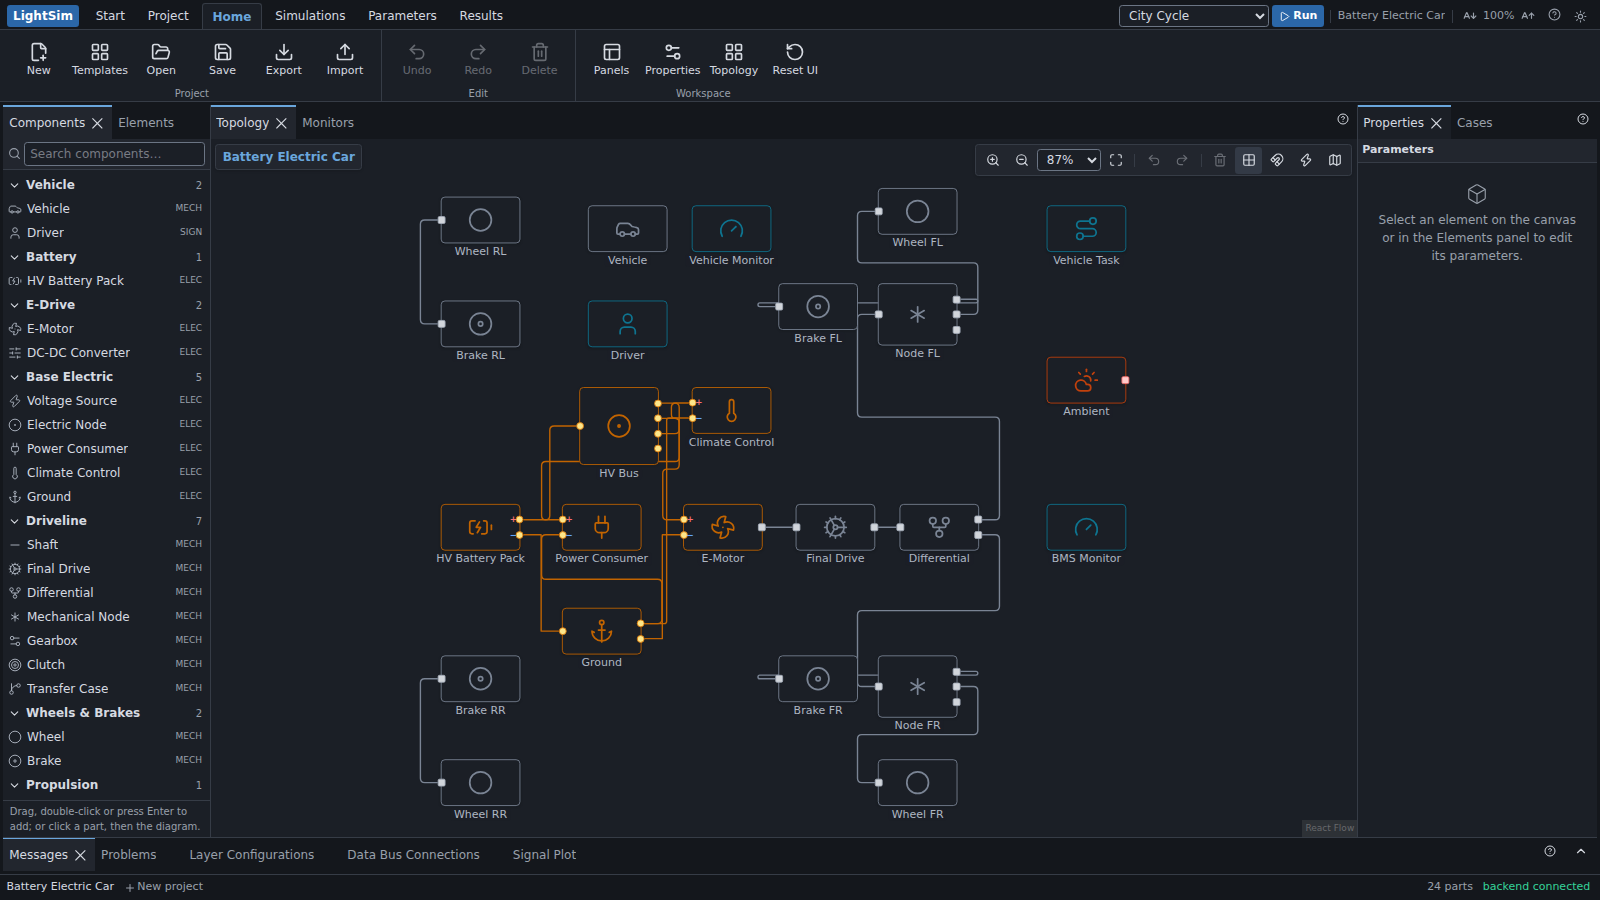 LightSim Start Project Home Simulations Parameters Results City Cycle Run Battery Electric Car A 100% A
New Templates Open Save Export Import Undo Redo Delete Panels Properties Topology Reset UI
Project Edit Workspace
Components Elements Topology Monitors Properties Cases
Search components... Battery Electric Car 87% Parameters
Vehicle 2
Vehicle MECH
Driver SIGN
Battery 1
HV Battery Pack ELEC
E-Drive 2
E-Motor ELEC
DC-DC Converter ELEC
Base Electric 5
Voltage Source ELEC
Electric Node ELEC
Power Consumer ELEC
Climate Control ELEC
Ground ELEC
Driveline 7
Shaft MECH
Final Drive MECH
Differential MECH
Mechanical Node MECH
Gearbox MECH
Clutch MECH
Transfer Case MECH
Wheels & Brakes 2
Wheel MECH
Brake MECH
Propulsion 1
Drag, double-click or press Enter to
add; or click a part, then the diagram.
Wheel RL Vehicle Vehicle Monitor Wheel FL Vehicle Task
Brake RL Driver Brake FL Node FL
Ambient
HV Bus Climate Control
HV Battery Pack Power Consumer E-Motor Final Drive Differential BMS Monitor
Ground
Brake RR Brake FR Node FR
Wheel RR Wheel FR
React Flow
Select an element on the canvas
or in the Elements panel to edit
its parameters.
Messages Problems Layer Configurations Data Bus Connections Signal Plot
Battery Electric Car New project 24 parts backend connected